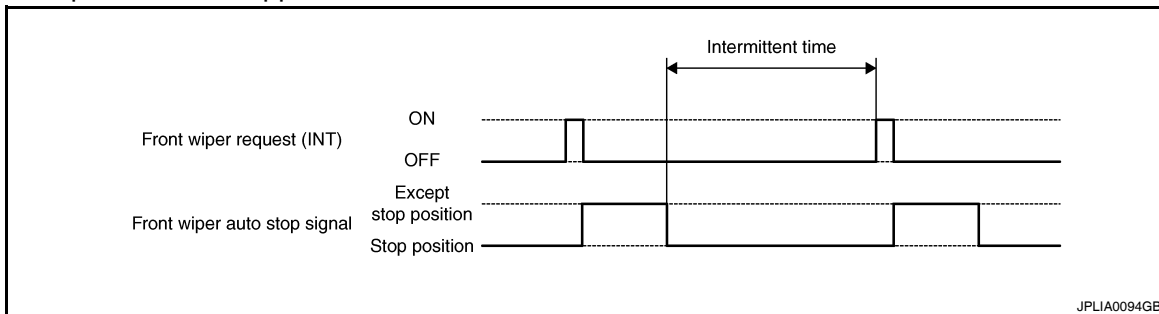 Intermittent time
Front wiper request (INT)
ON
OFF
Front wiper auto stop signal
Except
stop position
Stop position
JPLIA0094GB